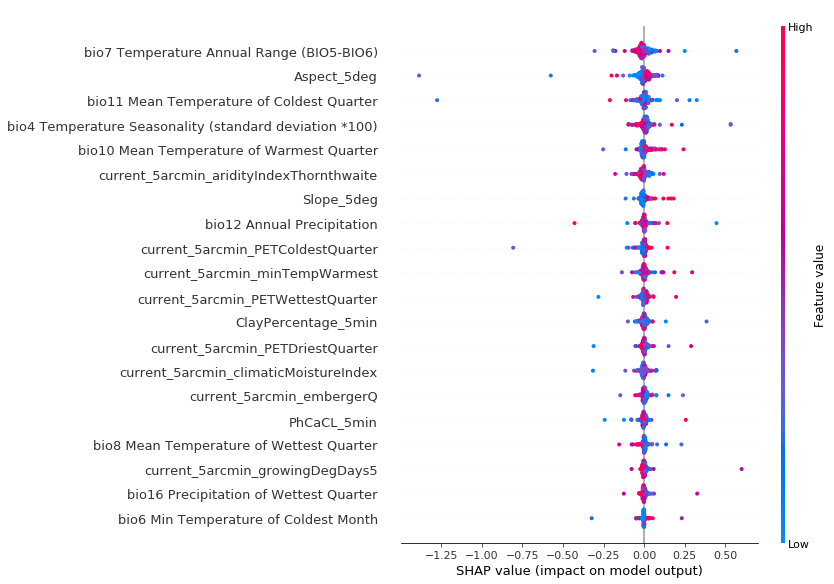 High
bio7 Temperature Annual Range (BIO5-BIO6)
Aspect_5deg
bio11 Mean Temperature of Coldest Quarter
bio4 Temperature Seasonality (standard deviation *100)
bio10 Mean Temperature of Warmest Quarter
current_5arcmin_aridityIndexThornthwaite
Slope_5deg
bio12 Annual Precipitation
current_5arcmin_PETColdestQuarter
current_5arcmin_minTempWarmest
current_5arcmin_PETWettestQuarter
ClayPercentage_5min
current_5arcmin_PETDriestQuarter
current_5arcmin_climaticMoistureIndex
current_5arcmin_embergerQ
PhCaCL_5min
bio8 Mean Temperature of Wettest Quarter
current_5arcmin_growingDegDays5
bio16 Precipitation of Wettest Quarter
bio6 Min Temperature of Coldest Month
Feature value
Low
−1.25 −1.00 −0.75 −0.50 −0.25 0.00 0.25 0.50
SHAP value (impact on model output)